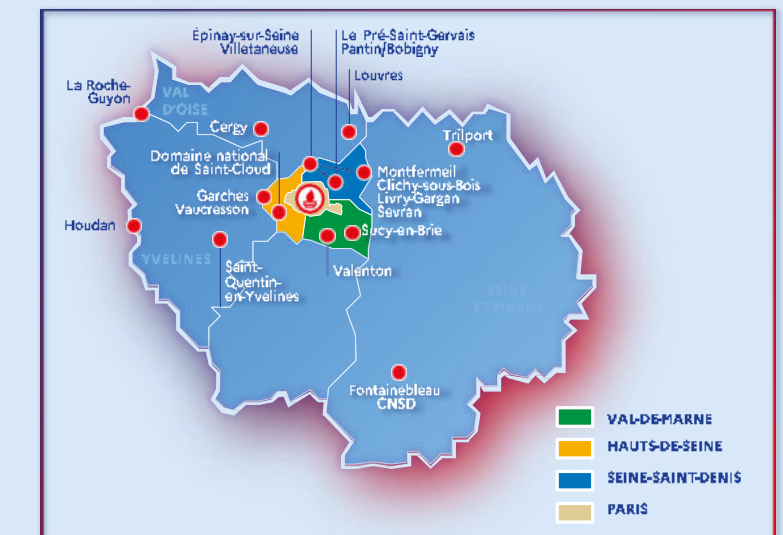 Épinay-sur-Seine
Villetaneuse
Le Pré-Saint-Gervais
Pantin/Bobigny
Louvres
La Roche-
Guyon
VAL
D'OISE
Cergy
Trilport
Domaine national
de Saint-Cloud
Montfermeil
Clichy-sous-Bois
Livry-Gargan
Sevran
Garches
Vaucresson
Houdan
Sucy-en-Brie
YVELINES
Saint-
Quentin-
en-Yvelines
Valenton
SEINE
ET MARNE
Fontainebleau
CNSD
VAL-DE-MARNE
HAUTS-DE-SEINE
SEINE-SAINT-DENIS
PARIS